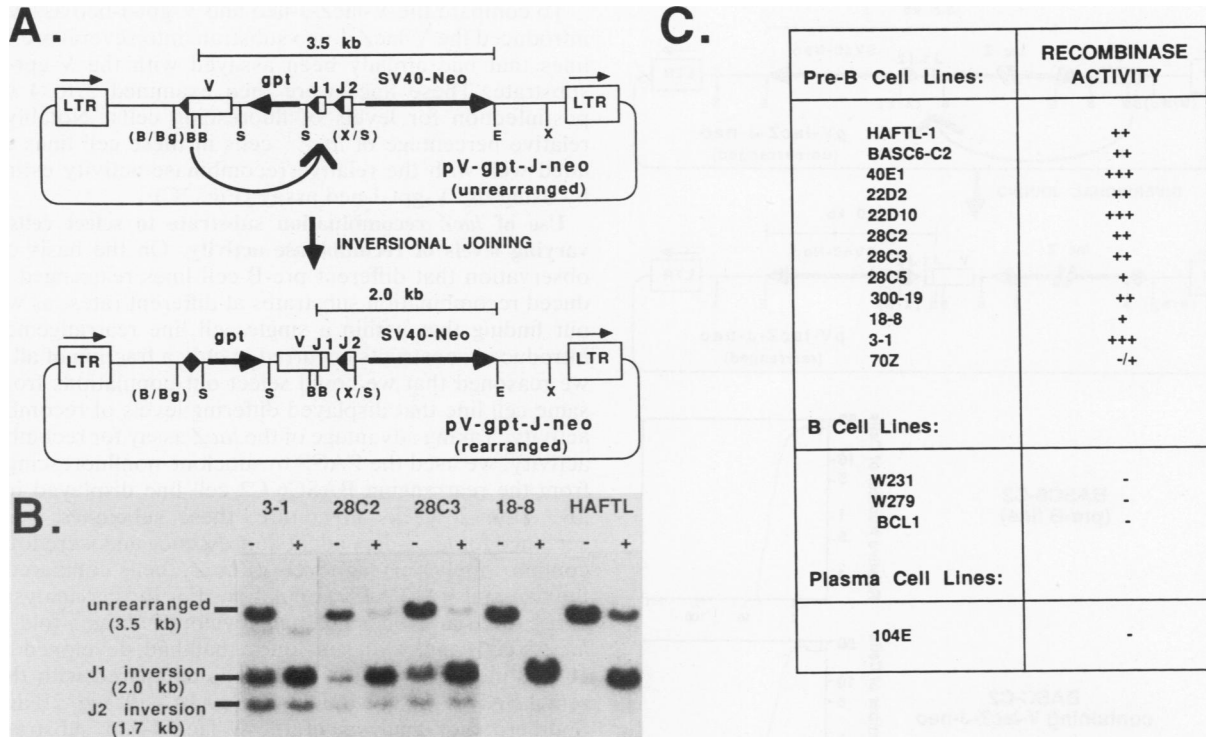 A
3.5 kb
gpt
J1 J2
SV40-Neo
LTR
LTR
(B/Bg) BB S S (X/S) E X
pV-gpt-J-neo
(unrearranged)
INVERSIONAL JOINING
2.0 kb
gpt
V J1 J2
SV40-Neo
LTR
LTR
(B/Bg) S S BB (X/S) E X
pV-gpt-J-neo
(rearranged)
B.
3-1 28C2 28C3 18-8 HAFTL
- + - + - + - + - +
unrearranged
(3.5 kb)
J1 inversion
(2.0 kb)
J2 inversion
(1.7 kb)
C.
Pre-B Cell Lines:
RECOMBINASE
ACTIVITY
HAFTL-1 ++
BASC6-C2 ++
40E1 +++
22D2 ++
22D10 +++
28C2 ++
28C3 ++
28C5 +
300-19 ++
18-8 +
3-1 +++
70Z -/+
B Cell Lines:
W231 -
W279 -
BCL1 -
Plasma Cell Lines:
104E -